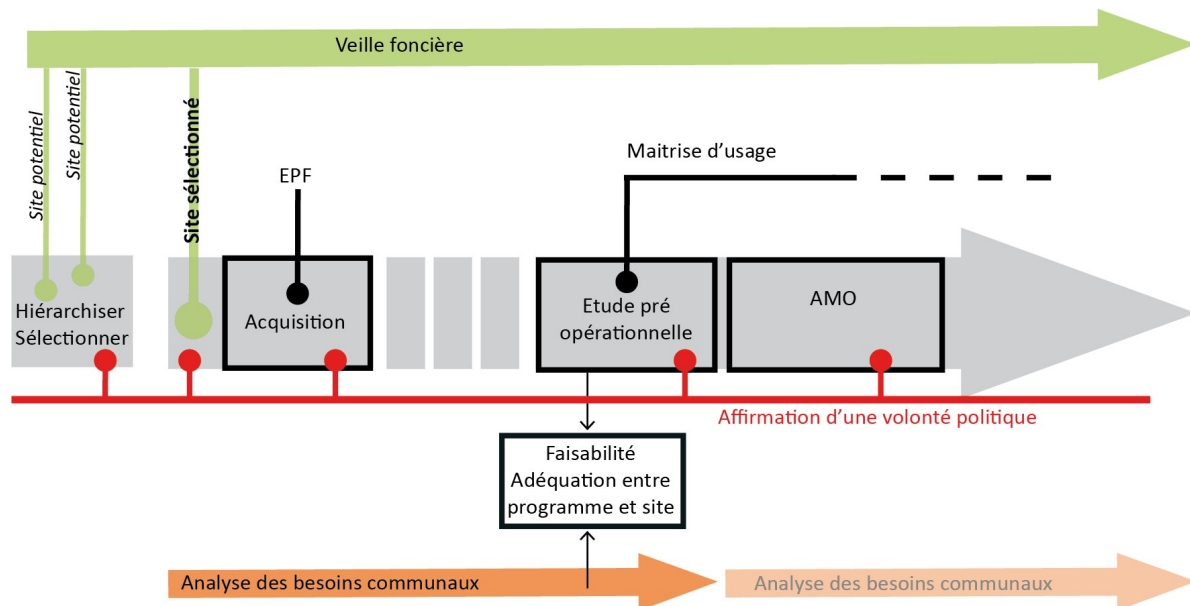 Veille foncière
Site potentiel
Site potentiel
Site sélectionné
EPF
Maitrise d’usage
Hiérarchiser
Sélectionner
Acquisition
Etude pré
opérationnelle
AMO
Affirmation d’une volonté politique
Faisabilité
Adéquation entre
programme et site
Analyse des besoins communaux
Analyse des besoins communaux